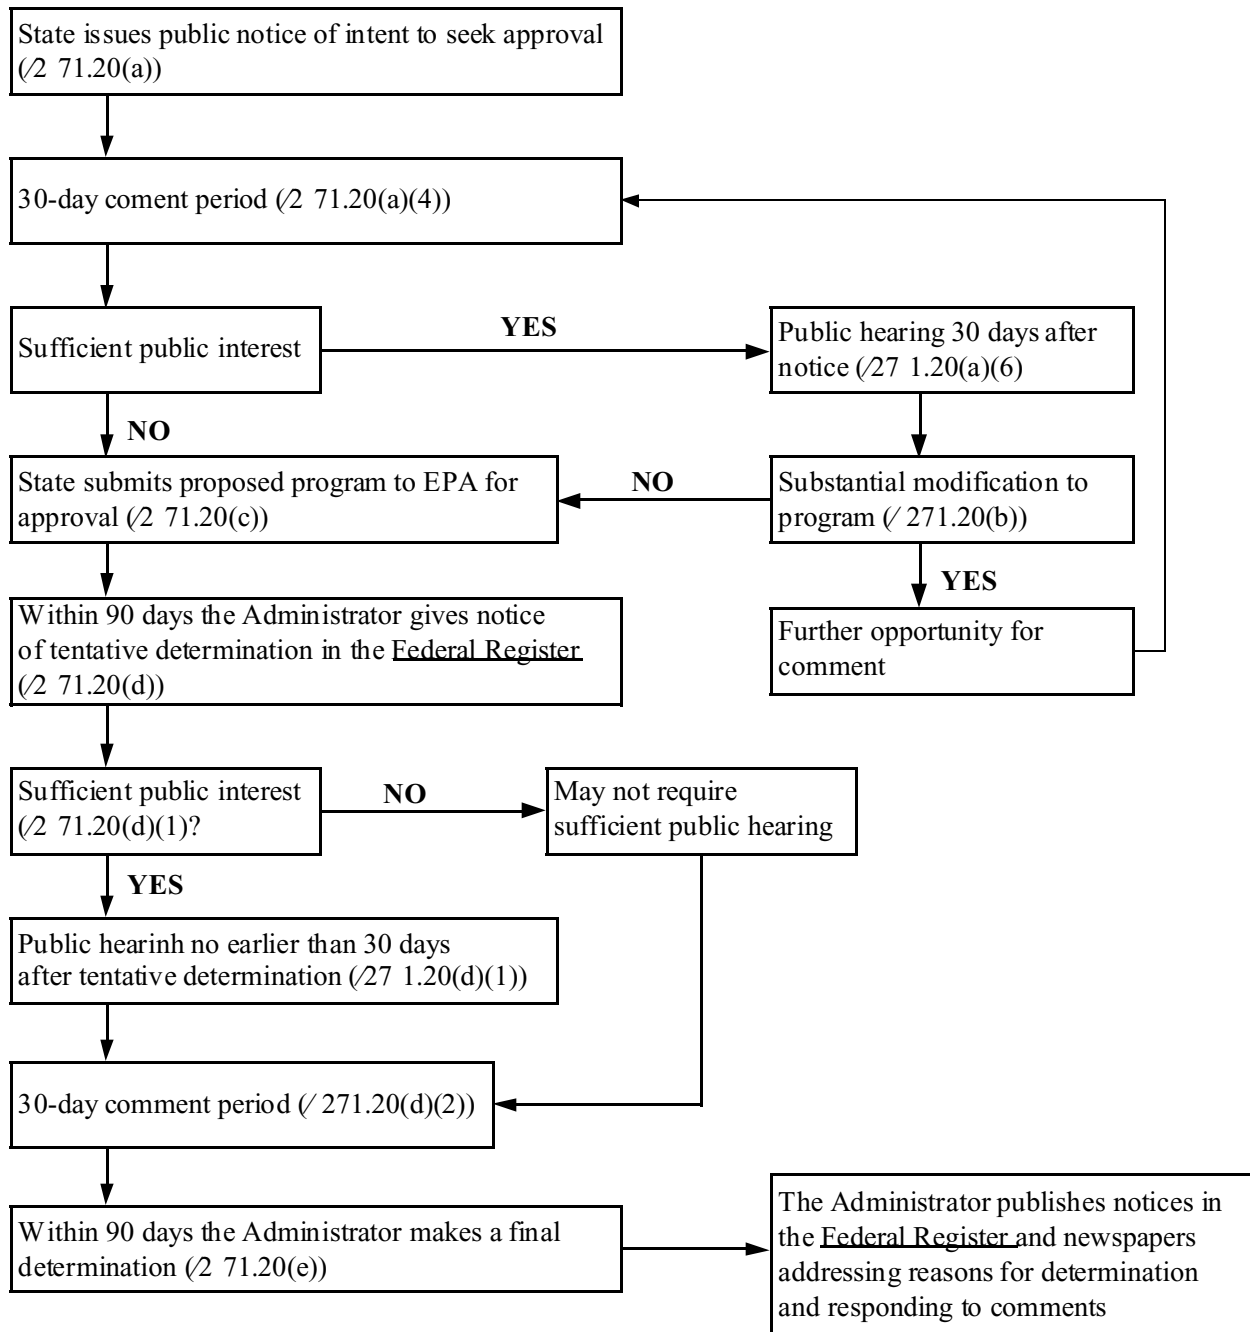 State issues public notice of intent to seek approval
(⁄2 71.20(a))
30-day coment period (⁄2 71.20(a)(4))
Sufficient public interest
YES
Public hearing 30 days after
notice (⁄27 1.20(a)(6)
NO
State submits proposed program to EPA for
approval (⁄2 71.20(c))
NO
Substantial modification to
program (⁄ 271.20(b))
YES
Further opportunity for
comment
Within 90 days the Administrator gives notice
of tentative determination in the Federal Register
(⁄2 71.20(d))
Sufficient public interest
(⁄2 71.20(d)(1)?
NO
May not require
sufficient public hearing
YES
Public hearinh no earlier than 30 days
after tentative determination (⁄27 1.20(d)(1))
30-day comment period (⁄ 271.20(d)(2))
Within 90 days the Administrator makes a final
determination (⁄2 71.20(e))
The Administrator publishes notices in
the Federal Register and newspapers
addressing reasons for determination
and responding to comments